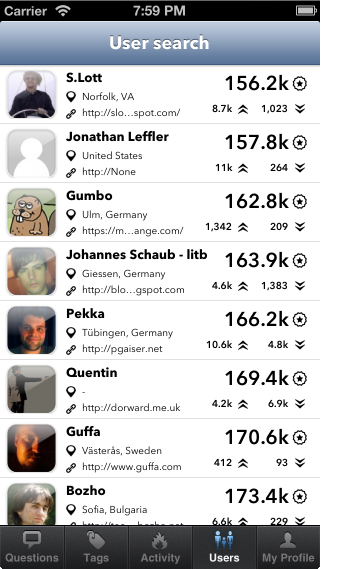 Carrier 7:59 PM
User search
S.Lott 156.2k
Norfolk, VA
http://slo...spot.com/ 8.7k 1,023
Jonathan Leffler 157.8k
United States
http://None 11k 264
Gumbo 162.8k
Ulm, Germany
https://m...ange.com/ 1,342 209
Johannes Schaub - litb 163.9k
Giessen, Germany
http://blo...gspot.com 4.6k 1,383
Pekka 166.2k
Tübingen, Germany
http://pgaiser.net 10.6k 4.8k
Quentin 169.4k
-
http://dorward.me.uk 4.2k 6.9k
Guffa 170.6k
Västerås, Sweden
http://www.guffa.com 412 93
Bozho 173.4k
Sofia, Bulgaria
6.6k 229
Questions Tags Activity Users My Profile